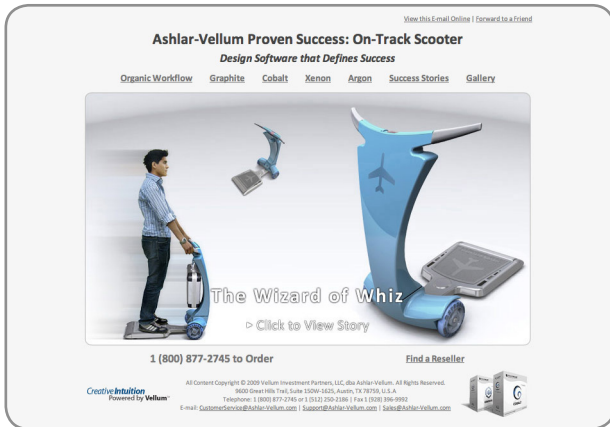 View this E-mail Online | Forward to a Friend
Ashlar-Vellum Proven Success: On-Track Scooter
Design Software that Defines Success
Organic Workflow Graphite Cobalt Xenon Argon Success Stories Gallery
The Wizard of Whiz
▷ Click to View Story
1 (800) 877-2745 to Order Find a Reseller
Creative Intuition
Powered by Vellum™
All Content Copyright © 2009 Vellum Investment Partners, LLC, dba Ashlar-Vellum. All Rights Reserved.
9600 Great Hills Trail, Suite 150W-1625, Austin, TX 78759, U.S.A
Telephone: 1 (800) 877-2745 or 1 (512) 250-2186 | Fax 1 (928) 396-9992
E-mail: CustomerService@Ashlar-Vellum.com | Support@Ashlar-Vellum.com | Sales@Ashlar-Vellum.com